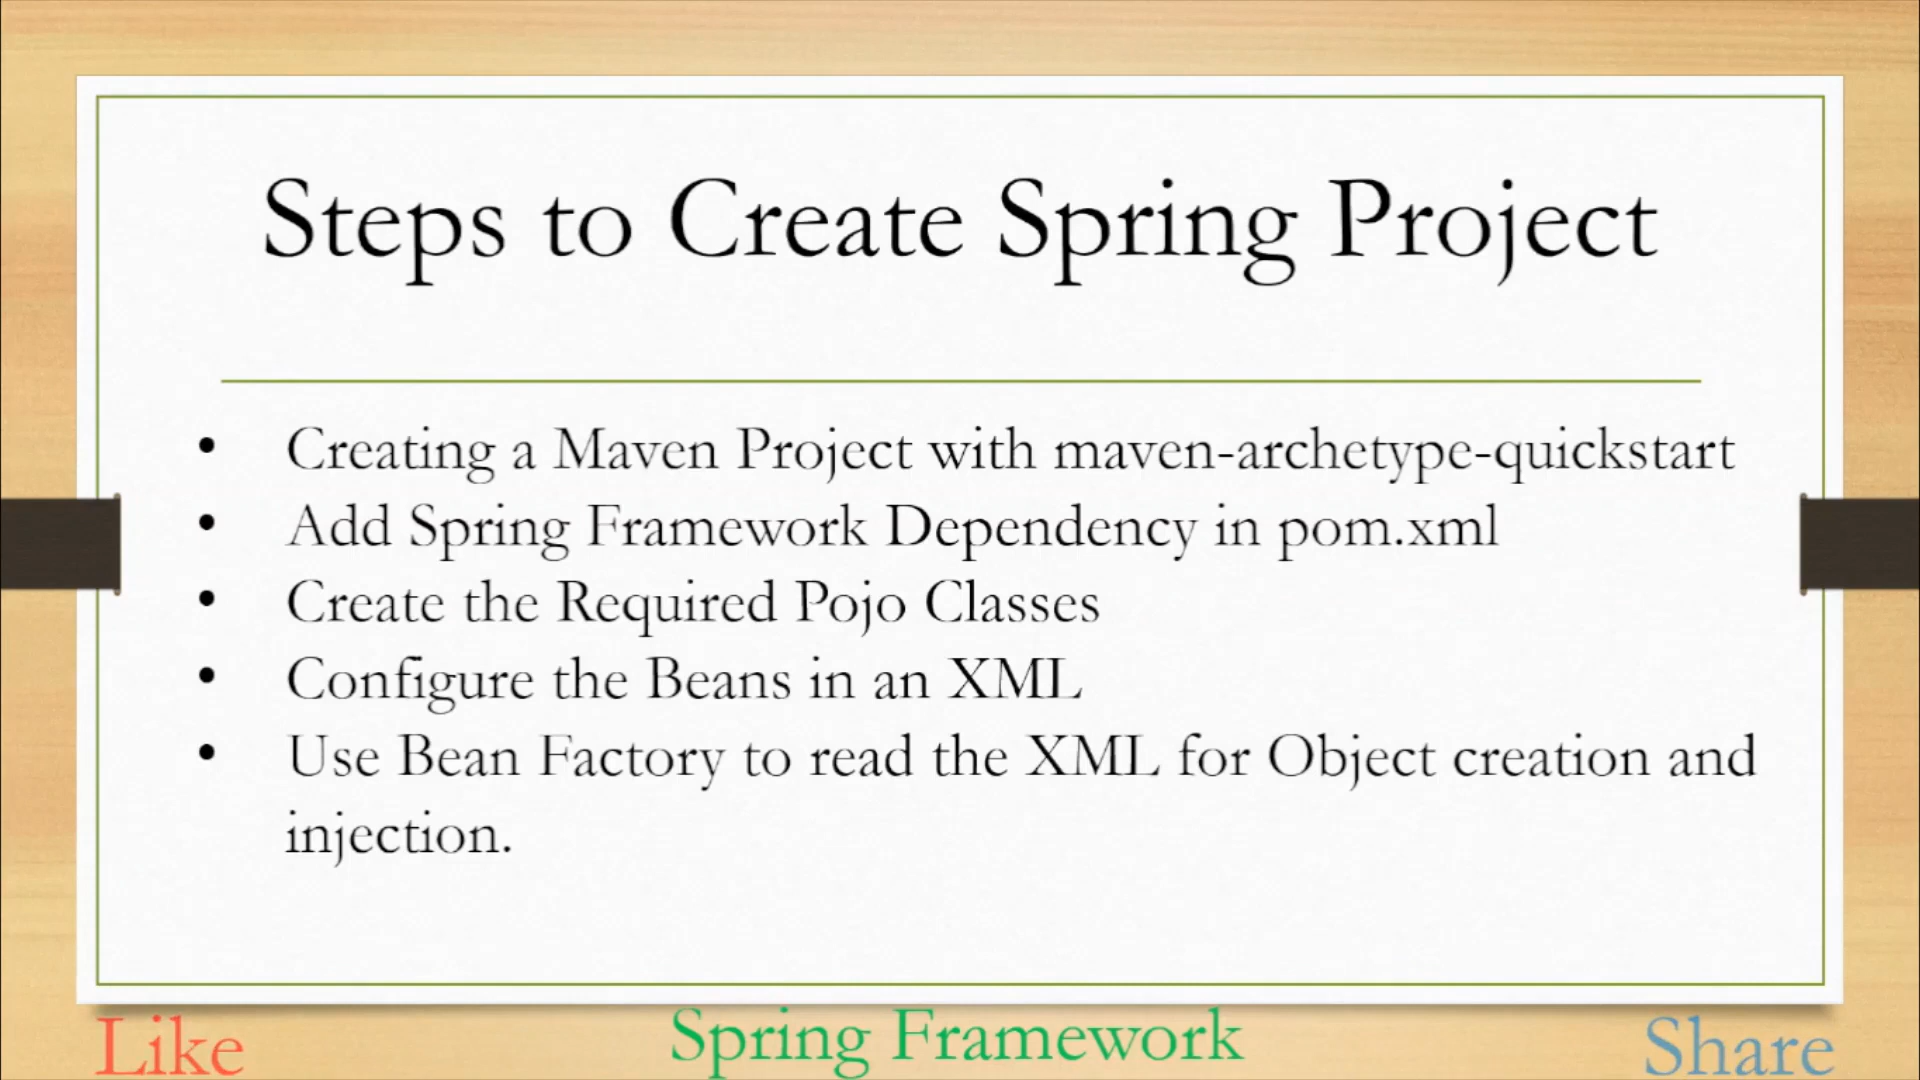 Steps to Create Spring Project
• Creating a Maven Project with maven-archetype-quickstart
• Add Spring Framework Dependency in pom.xml
• Create the Required Pojo Classes
• Configure the Beans in an XML
• Use Bean Factory to read the XML for Object creation and
injection.
Like
Spring Framework
Share